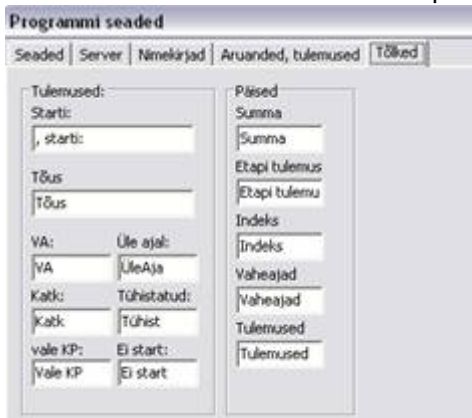 Programmi seaded
Seaded Server Nimekirjad Aruanded, tulemused Tõlked
Tulemused:
Starti:
, starti:
Tõus
Tõus
VA: Üle ajal:
VA ÜleAja
Katk: Tühistatud:
Katk Tühist
vale KP: Ei start:
Vale KP Ei start
Päised
Summa
Summa
Etapi tulemus
Etapi tulemu
Indeks
Indeks
Vaheajad
Vaheajad
Tulemused
Tulemused